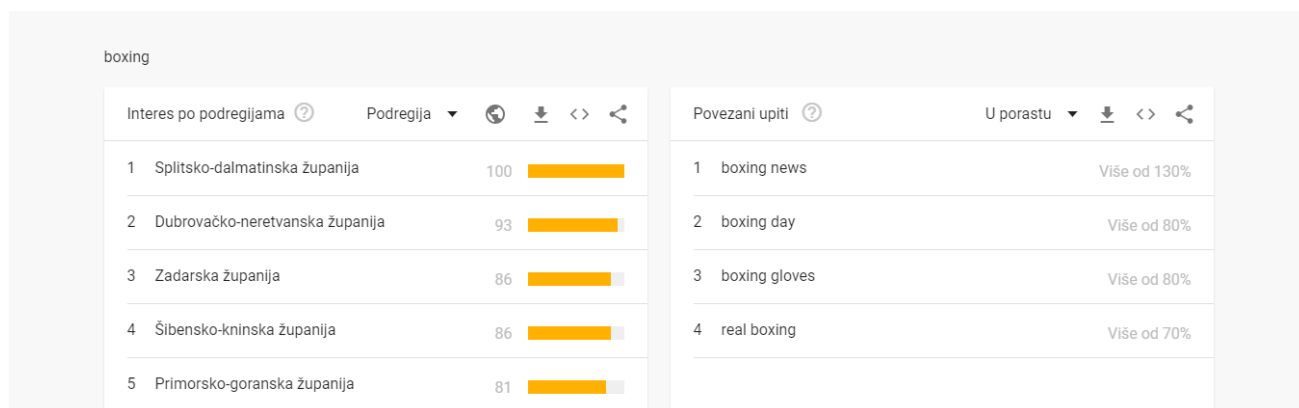 boxing
Interes po podregijama
Podregija
1 Splitsko-dalmatinska županija 100
2 Dubrovačko-neretvanska županija 93
3 Zadarska županija 86
4 Šibensko-kninska županija 86
5 Primorsko-goranska županija 81
Povezani upiti
U porastu
1 boxing news Više od 130%
2 boxing day Više od 80%
3 boxing gloves Više od 80%
4 real boxing Više od 70%